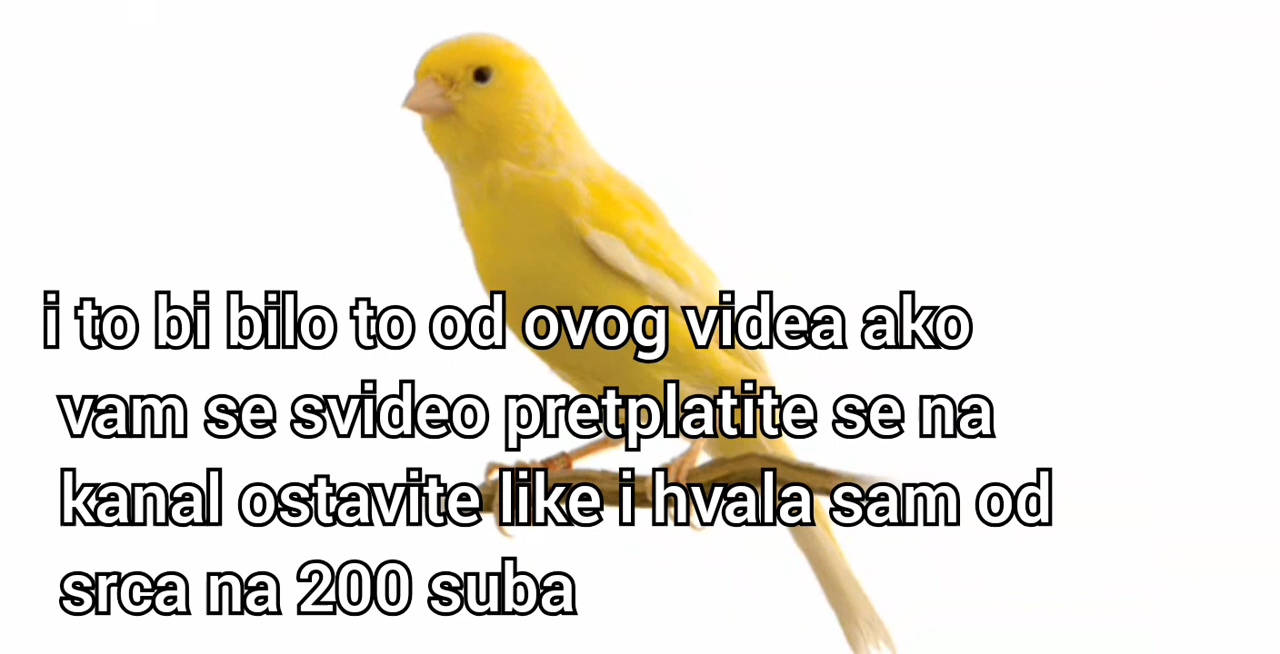 i to bi bilo to od ovog videa ako
vam se svideo pretplatite se na
kanal ostavite like i hvala sam od
srca na 200 suba